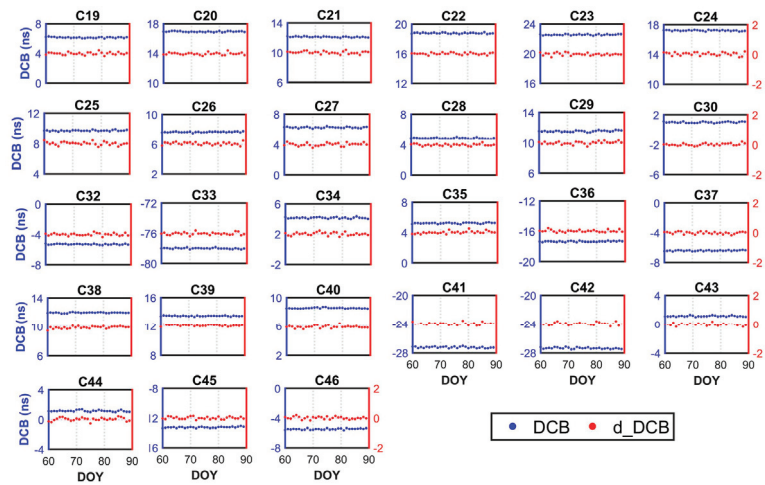 C19 C20 C21 C22 C23 C24
DCB (ns) 8 4 0 18 14 10 14 10 6 20 16 12 26 20 14 18 14 10 2 0 -2
C25 C26 C27 C28 C29 C30
DCB (ns) 12 8 4 10 6 2 8 4 0 8 4 0 14 10 6 2 -2 -6 2 0 -2
C32 C33 C34 C35 C36 C37
0 -4 -8 -72 -76 -80 6 2 -2 8 4 0 -12 -16 -20 0 -4 -8 2 0 -2
C38 C39 C40 C41 C42 C43
14 10 6 16 12 8 10 6 2 -20 -24 -28 -20 -24 -28 4 0 -4 2 0 -2
60 70 80 90 60 70 80 90 60 70 80 90
DOY DOY DOY
C44 C45 C46
DCB (ns) 4 0 -4 -8 12 16 0 -4 -8 2 0 -2
60 70 80 90 60 70 80 90 60 70 80 90
DOY DOY DOY
DCB d_DCB